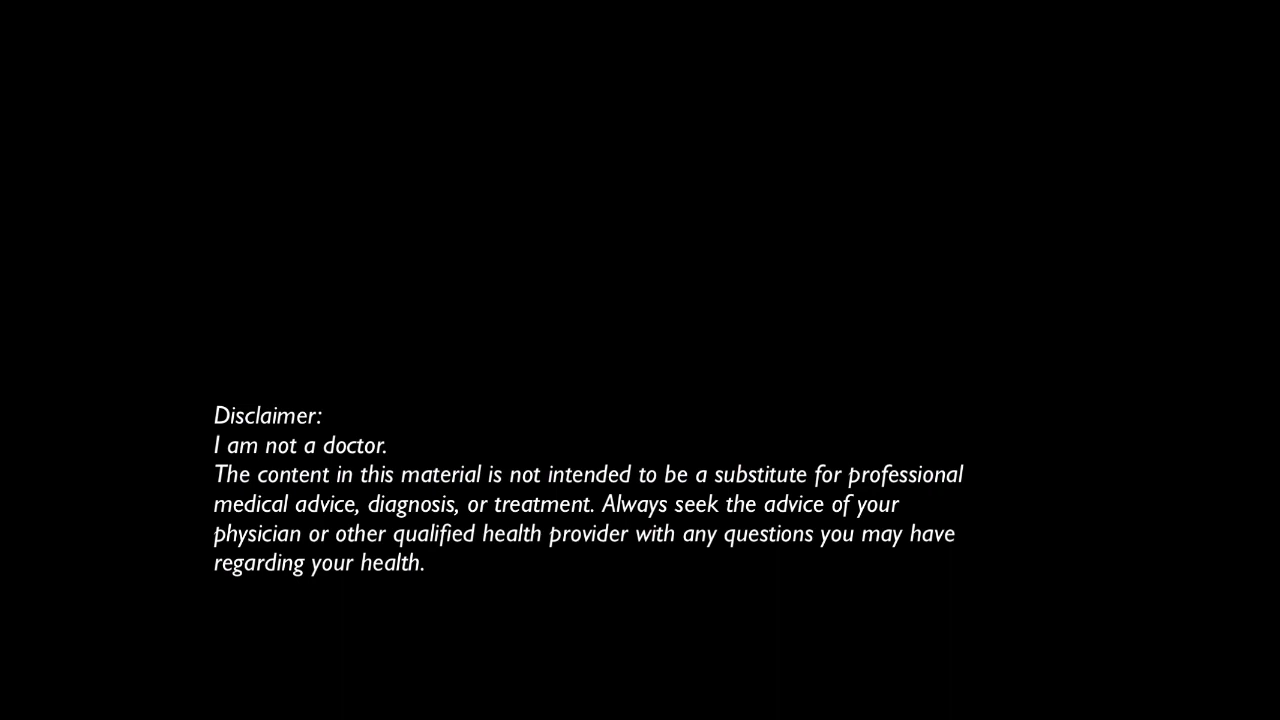 Disclaimer:
I am not a doctor.
The content in this material is not intended to be a substitute for professional
medical advice, diagnosis, or treatment. Always seek the advice of your
physician or other qualified health provider with any questions you may have
regarding your health.